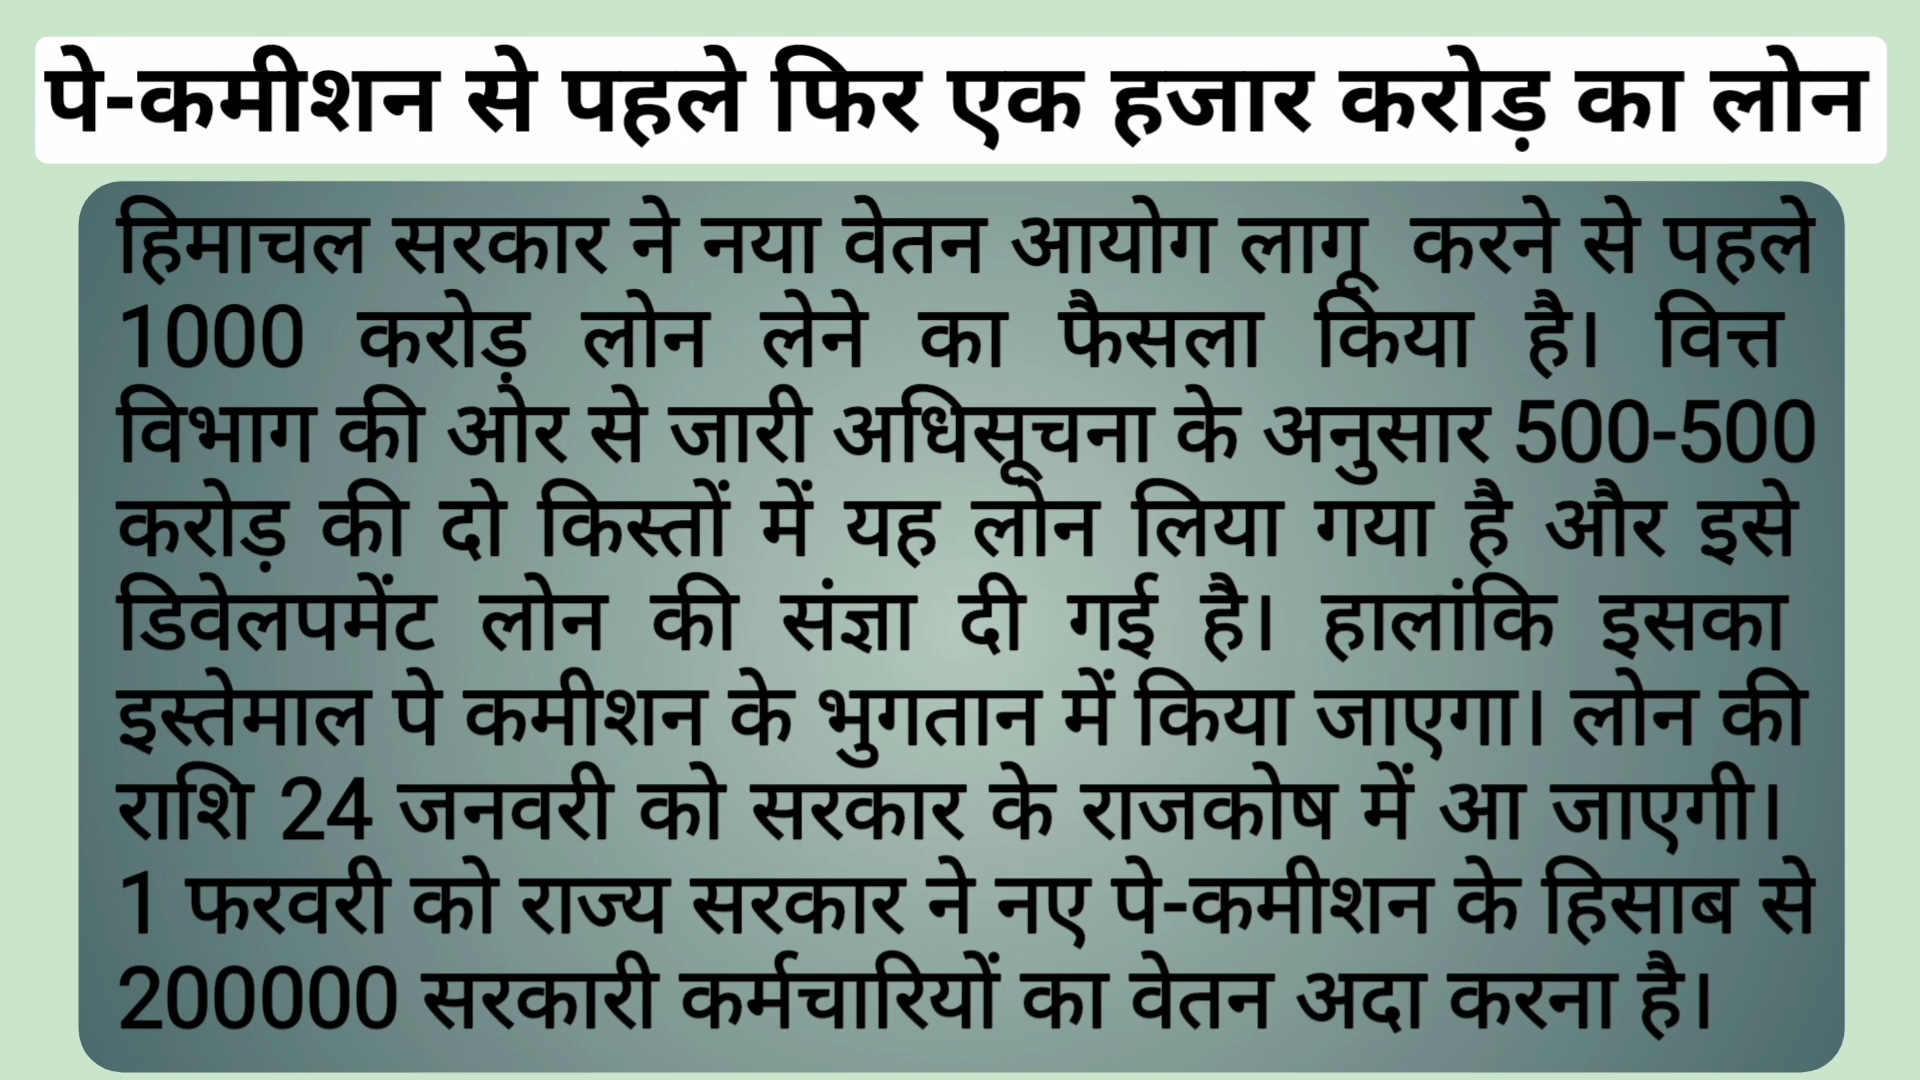 पे-कमीशन से पहले फिर एक हजार करोड़ का लोन
हिमाचल सरकार ने नया वेतन आयोग लागू करने से पहले
1000 करोड़ लोन लेने का फैसला किया है। वित्त
विभाग की ओर से जारी अधिसूचना के अनुसार 500-500
करोड़ की दो किस्तों में यह लोन लिया गया है और इसे
डिवेलपमेंट लोन की संज्ञा दी गई है। हालांकि इसका
इस्तेमाल पे कमीशन के भुगतान में किया जाएगा। लोन की
राशि 24 जनवरी को सरकार के राजकोष में आ जाएगी।
1 फरवरी को राज्य सरकार ने नए पे-कमीशन के हिसाब से
200000 सरकारी कर्मचारियों का वेतन अदा करना है।